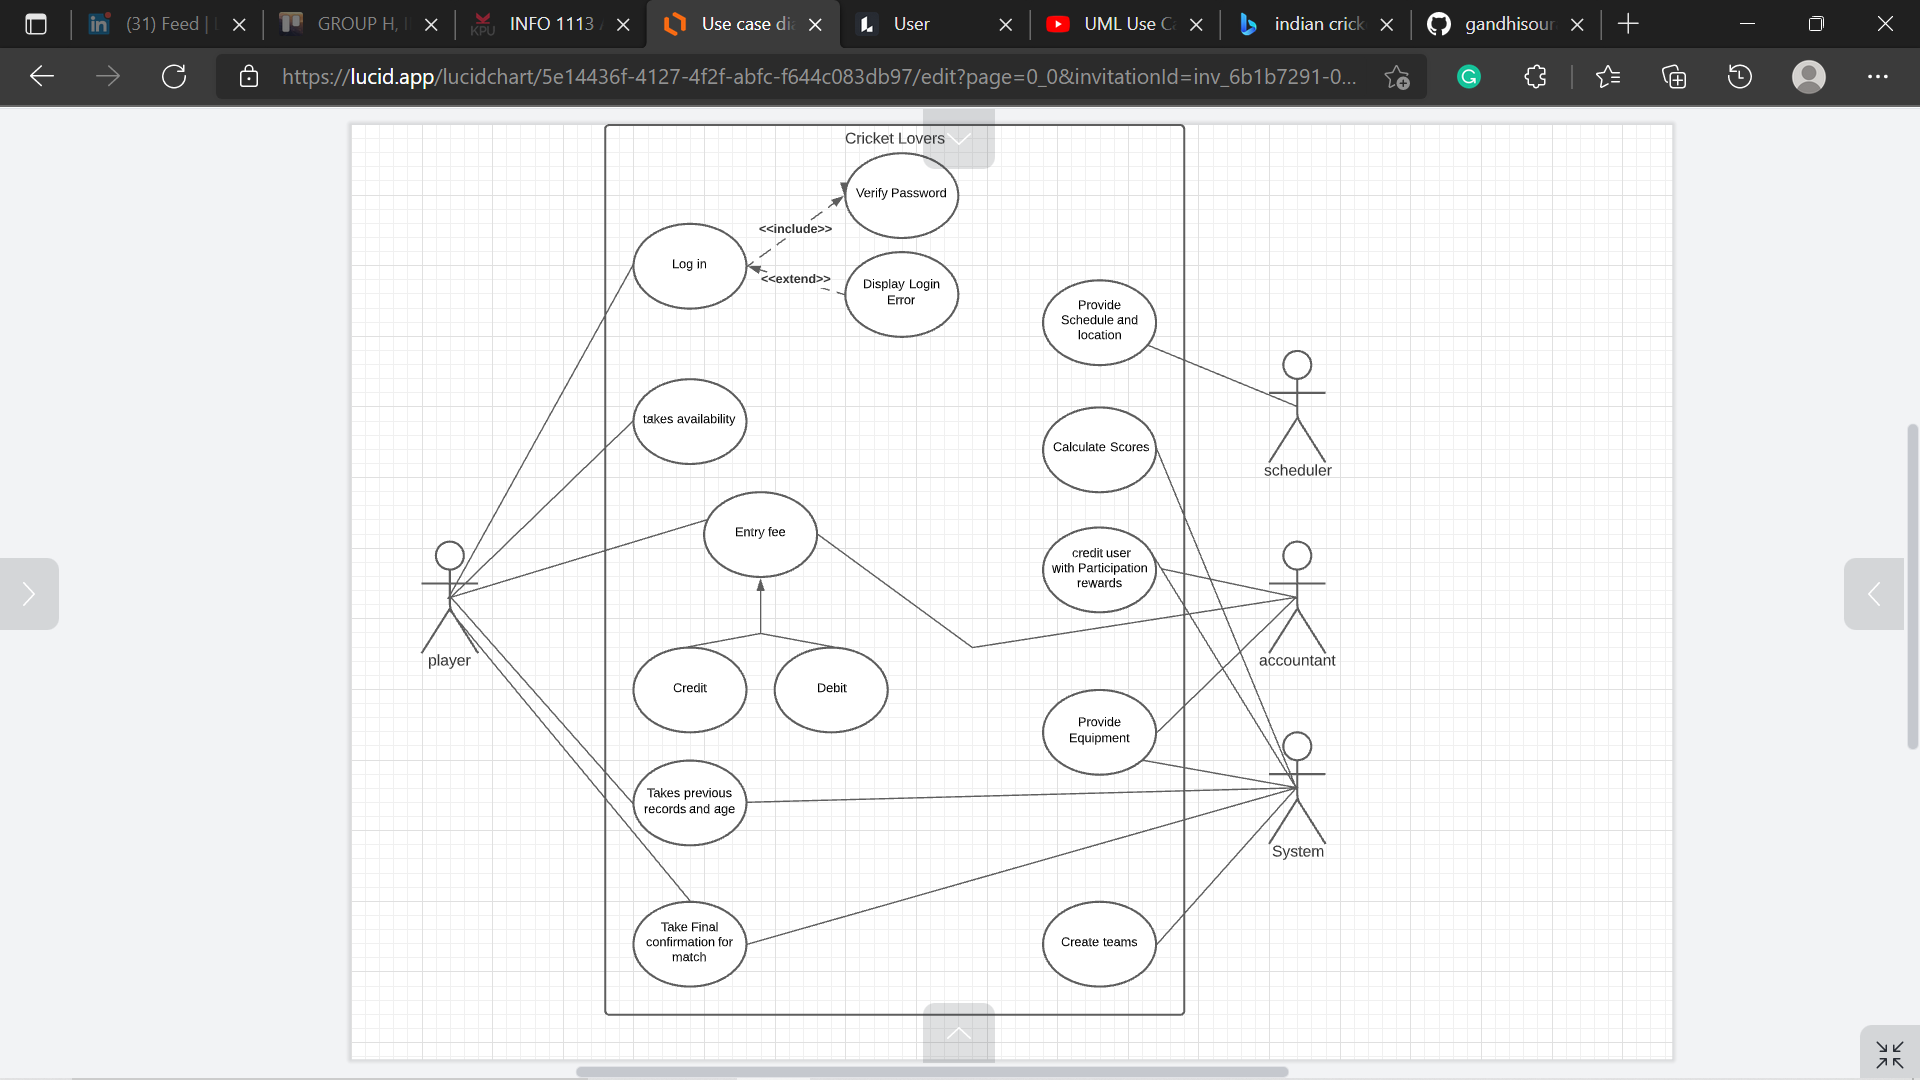 (31) Feed |
GROUP H,
INFO 1113
Use case di
User
UML Use C
indian crick
gandhisour
https://lucid.app/lucidchart/5e14436f-4127-4f2f-abfc-f644c083db97/edit?page=0_0&invitationId=inv_6b1b7291-0...
Cricket Lovers
Verify Password
<<include>>
Log in
<<extend>>
Display Login
Error
Provide
Schedule and
location
scheduler
takes availability
Calculate Scores
Entry fee
credit user
with Participation
rewards
player
accountant
Credit
Debit
Provide
Equipment
Takes previous
records and age
System
Take Final
confirmation for
match
Create teams